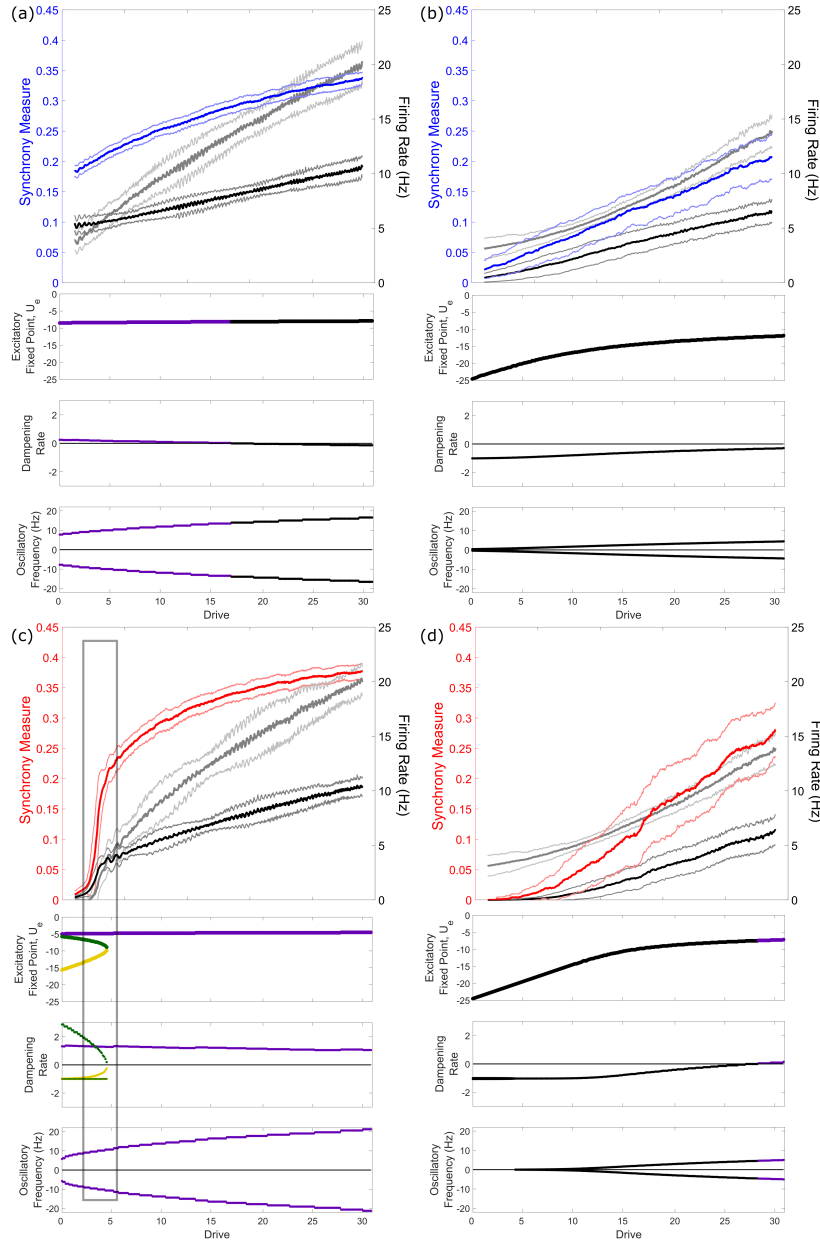 (a)
0.45
0.4
0.35
0.3
0.25
0.2
0.15
0.1
0.05
0
Synchrony Measure
25
20
15
10
5
0
Firing Rate (Hz)
0
-5
-10
-15
-20
-25
Excitatory
Fixed Point, U_e
2
0
-2
Dampening
Rate
20
10
0
-10
-20
Oscillatory
Frequency (Hz)
0 5 10 15 20 25 30
Drive
(b)
0.45
0.4
0.35
0.3
0.25
0.2
0.15
0.1
0.05
0
Synchrony Measure
25
20
15
10
5
0
Firing Rate (Hz)
0
-5
-10
-15
-20
-25
Excitatory
Fixed Point, U_e
2
0
-2
Dampening
Rate
20
10
0
-10
-20
Oscillatory
Frequency (Hz)
0 5 10 15 20 25 30
Drive
(c)
0.45
0.4
0.35
0.3
0.25
0.2
0.15
0.1
0.05
0
Synchrony Measure
25
20
15
10
5
0
Firing Rate (Hz)
0
-5
-10
-15
-20
-25
Excitatory
Fixed Point, U_e
2
0
-2
Dampening
Rate
20
10
0
-10
-20
Oscillatory
Frequency (Hz)
0 5 10 15 20 25 30
Drive
(d)
0.45
0.4
0.35
0.3
0.25
0.2
0.15
0.1
0.05
0
Synchrony Measure
25
20
15
10
5
0
Firing Rate (Hz)
0
-5
-10
-15
-20
-25
Excitatory
Fixed Point, U_e
2
0
-2
Dampening
Rate
20
10
0
-10
-20
Oscillatory
Frequency (Hz)
0 5 10 15 20 25 30
Drive